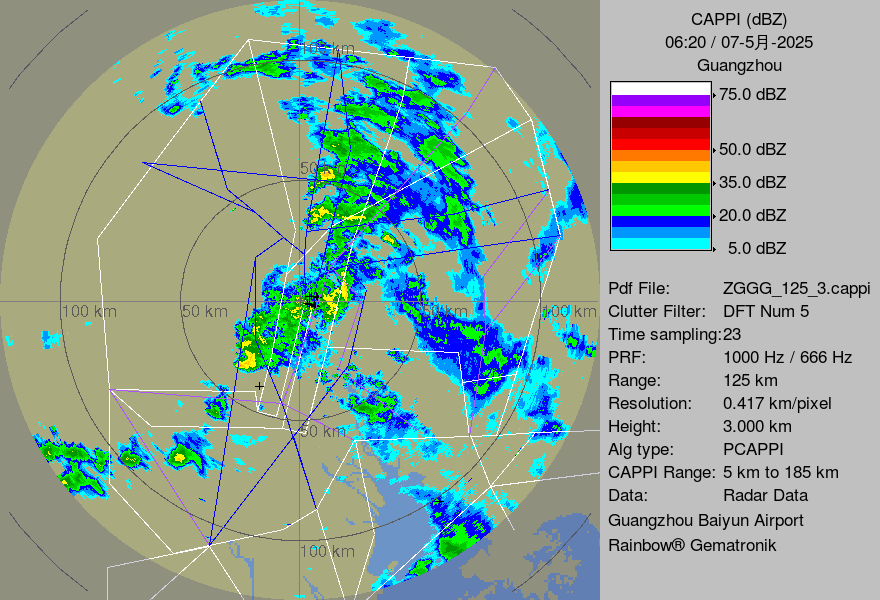 CAPPI (dBZ)
06:20 / 07-5月-2025
Guangzhou
75.0 dBZ
50.0 dBZ
35.0 dBZ
20.0 dBZ
5.0 dBZ
Pdf File: ZGGG_125_3.cappi
Clutter Filter: DFT Num 5
Time sampling:23
PRF: 1000 Hz / 666 Hz
Range: 125 km
Resolution: 0.417 km/pixel
Height: 3.000 km
Alg type: PCAPPI
CAPPI Range: 5 km to 185 km
Data: Radar Data
Guangzhou Baiyun Airport
Rainbow® Gematronik
100 km
50 km
100 km
50 km
50 km
100 km
50 km
100 km